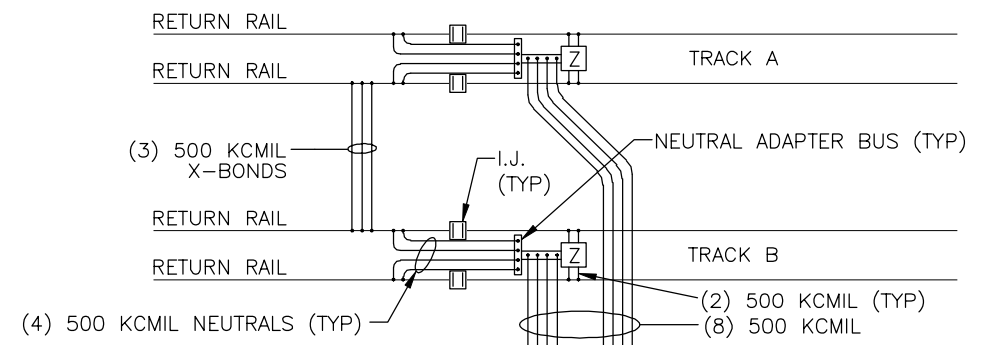 RETURN RAIL
Z
TRACK A
RETURN RAIL
(3) 500 KCMIL
X-BONDS
I.J.
(TYP)
NEUTRAL ADAPTER BUS (TYP)
RETURN RAIL
Z
TRACK B
RETURN RAIL
(2) 500 KCMIL (TYP)
(4) 500 KCMIL NEUTRALS (TYP)
(8) 500 KCMIL